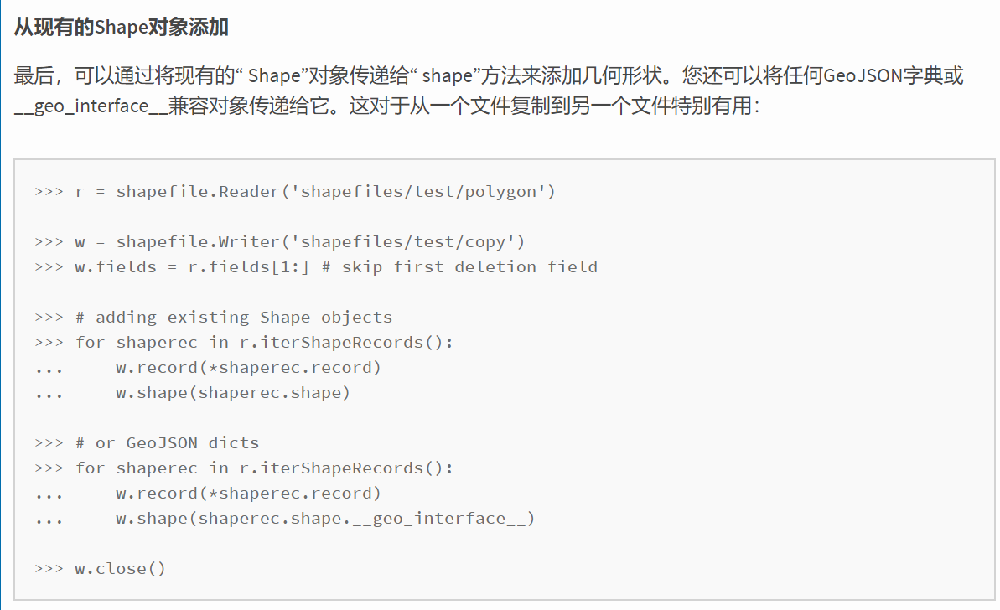 从现有的Shape对象添加
最后，可以通过将现有的“ Shape”对象传递给“ shape”方法来添加几何形状。您还可以将任何GeoJSON字典或
__geo_interface__兼容对象传递给它。这对于从一个文件复制到另一个文件特别有用：
>>> r = shapefile.Reader('shapefiles/test/polygon')
>>> w = shapefile.Writer('shapefiles/test/copy')
>>> w.fields = r.fields[1:] # skip first deletion field
>>> # adding existing Shape objects
>>> for shaperec in r.iterShapeRecords():
...     w.record(*shaperec.record)
...     w.shape(shaperec.shape)
>>> # or GeoJSON dicts
>>> for shaperec in r.iterShapeRecords():
...     w.record(*shaperec.record)
...     w.shape(shaperec.shape.__geo_interface__)
>>> w.close()